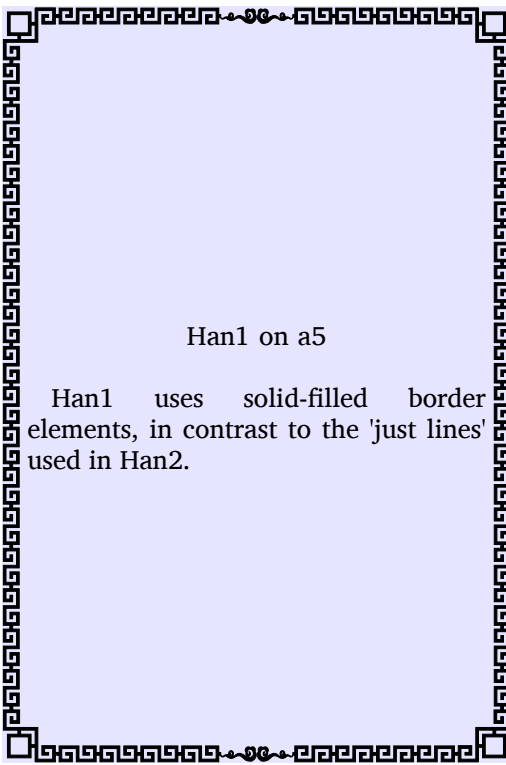 Han1 on a5
Han1 uses solid-filled border
elements, in contrast to the 'just lines'
used in Han2.